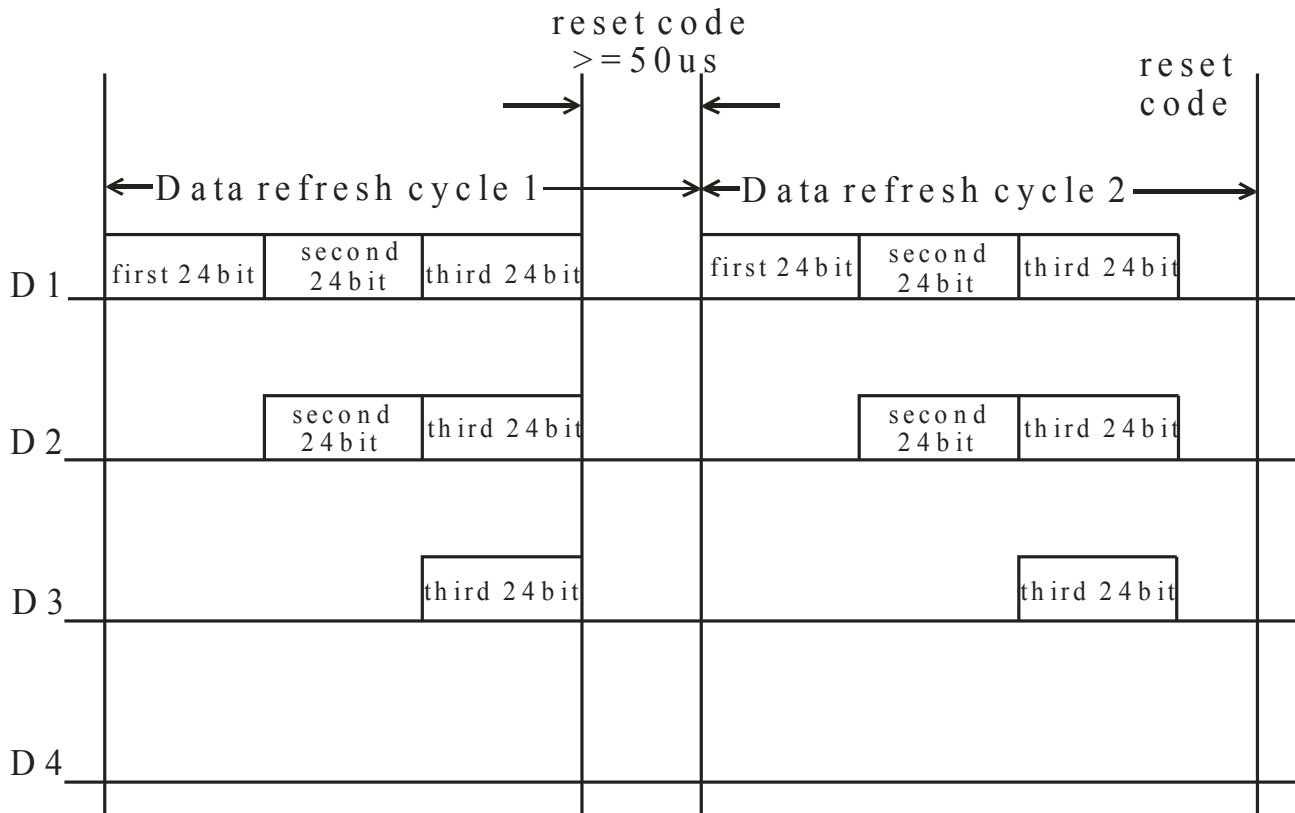 reset code
>=50us
reset
code
Data refresh cycle 1
Data refresh cycle 2
D1
first 24bit
second
24bit
third 24bit
first 24bit
second
24bit
third 24bit
D2
second
24bit
third 24bit
second
24bit
third 24bit
D3
third 24bit
third 24bit
D4